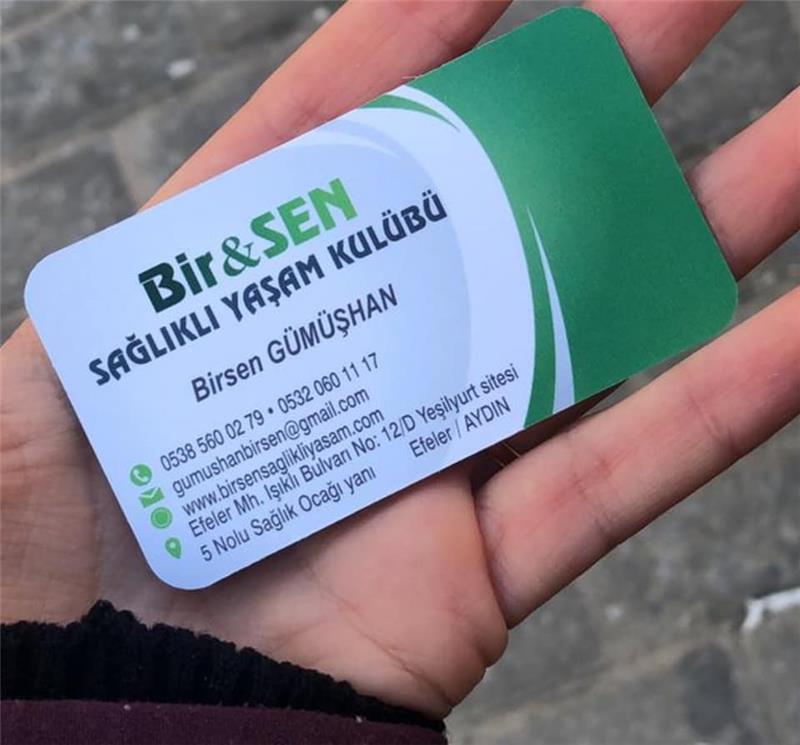 Bir&SEN
SAĞLIKLI YAŞAM KULÜBÜ
Birsen GÜMÜŞHAN
0538 560 02 79 • 0532 060 11 17
gumushanbirsen@gmail.com
www.birsensaglikliyasam.com
Efeler Mh. Işıklı Bulvarı No: 12/D Yeşilyurt sitesi
5 Nolu Sağlık Ocağı yanı Efeler / AYDIN